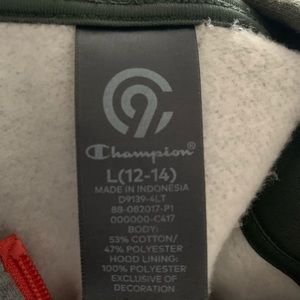 C9
Champion
L(12-14)
MADE IN INDONESIA
D9139-4LT
88-082017-P1
000000-C417
BODY:
53% COTTON/
47% POLYESTER
HOOD LINING:
100% POLYESTER
EXCLUSIVE OF
DECORATION